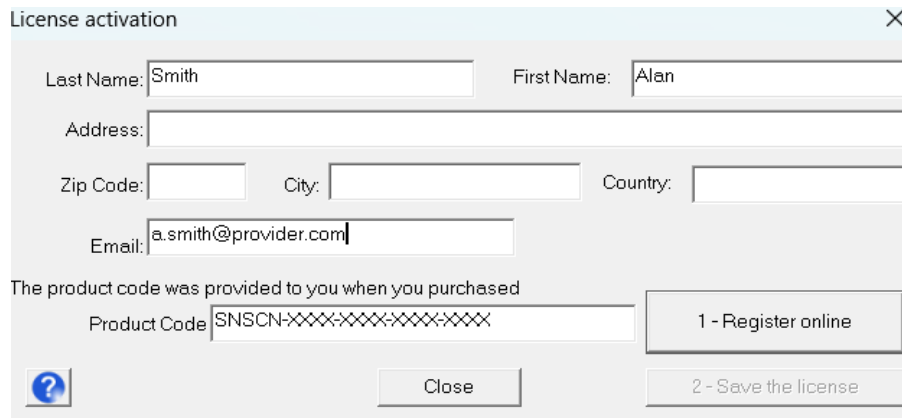 License activation
Last Name: Smith First Name: Alan
Address:
Zip Code: City: Country:
Email: a.smith@provider.com
The product code was provided to you when you purchased
Product Code SNSCN-XXXX-XXXX-XXXX-XXXX
1 - Register online
? Close 2 - Save the license